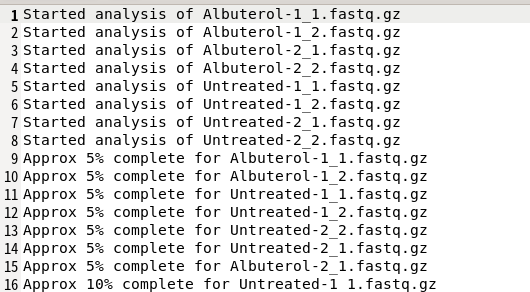 1 Started analysis of Albuterol-1_1.fastq.gz
2 Started analysis of Albuterol-1_2.fastq.gz
3 Started analysis of Albuterol-2_1.fastq.gz
4 Started analysis of Albuterol-2_2.fastq.gz
5 Started analysis of Untreated-1_1.fastq.gz
6 Started analysis of Untreated-1_2.fastq.gz
7 Started analysis of Untreated-2_1.fastq.gz
8 Started analysis of Untreated-2_2.fastq.gz
9 Approx 5% complete for Albuterol-1_1.fastq.gz
10 Approx 5% complete for Albuterol-1_2.fastq.gz
11 Approx 5% complete for Untreated-1_1.fastq.gz
12 Approx 5% complete for Untreated-1_2.fastq.gz
13 Approx 5% complete for Untreated-2_2.fastq.gz
14 Approx 5% complete for Untreated-2_1.fastq.gz
15 Approx 5% complete for Albuterol-2_1.fastq.gz
16 Approx 10% complete for Untreated-1 1.fastq.gz